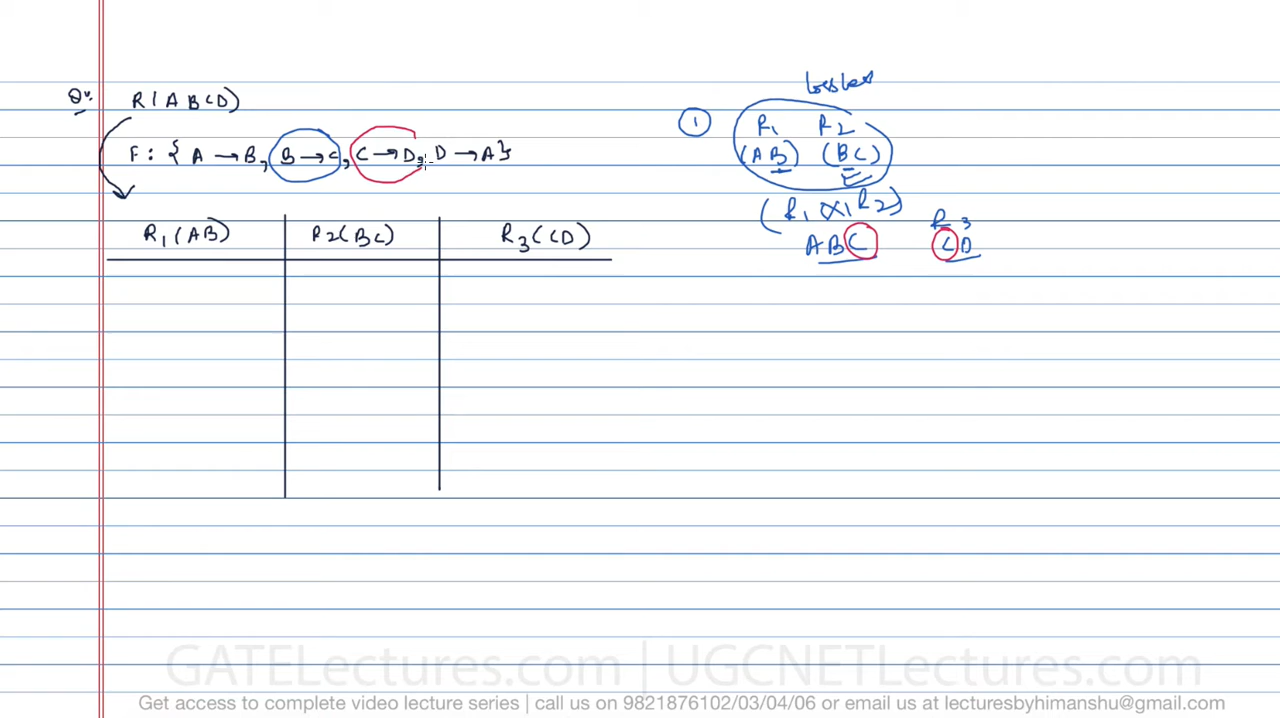 Qu. R(ABCD)
F: { A → B, B → C, C → D, D → A}
R1(AB) R2(BC) R3(CD)
lossless
1
R1 R2
(AB) (BC)
(R1 ⋈ R2) R3
ABC CD
GATELectures.com | UGCNETLectures.com
Get access to complete video lecture series | call us on 9821876102/03/04/06 or email us at lecturesbyhimanshu@gmail.com